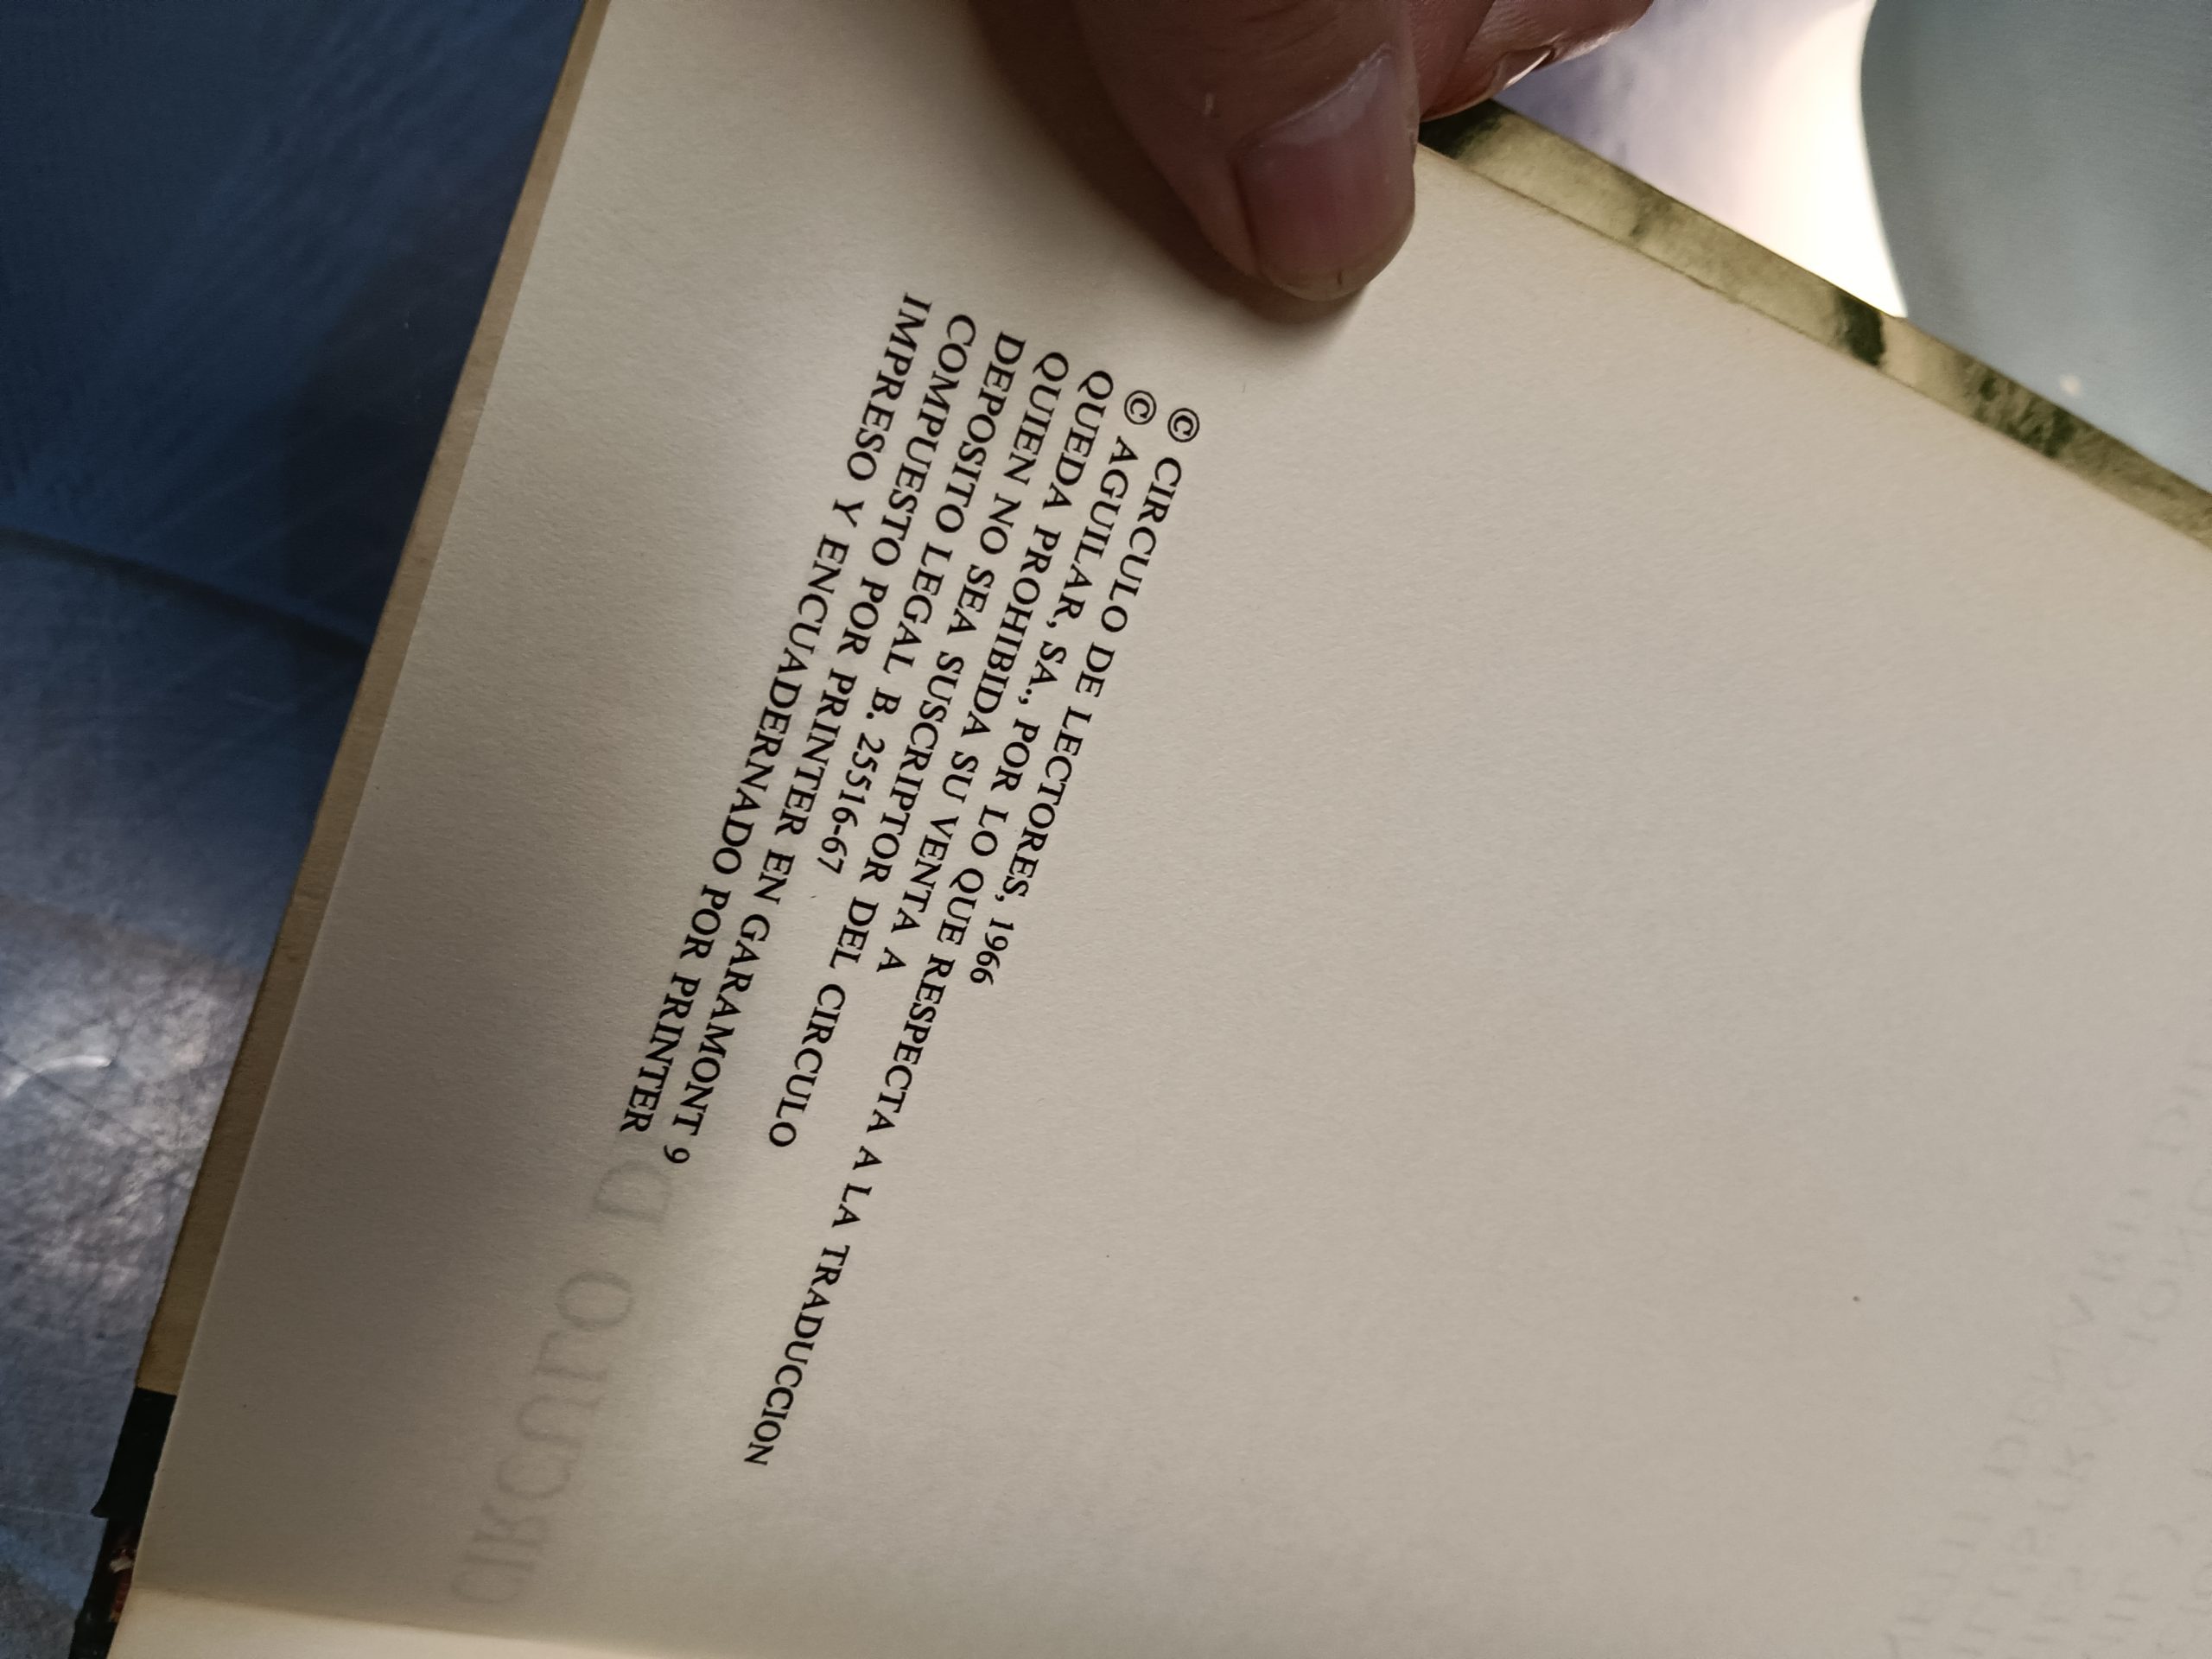 © CIRCULO DE LECTORES, 1966
© AGUILAR, SA., POR LO QUE RESPECTA A LA TRADUCCION
QUEDA PROHIBIDA SU VENTA A
QUIEN NO SEA SUSCRIPTOR DEL CIRCULO
DEPOSITO LEGAL B. 25516-67
COMPUESTO POR PRINTER EN GARAMONT 9
IMPRESO Y ENCUADERNADO POR PRINTER
CIRCULO D